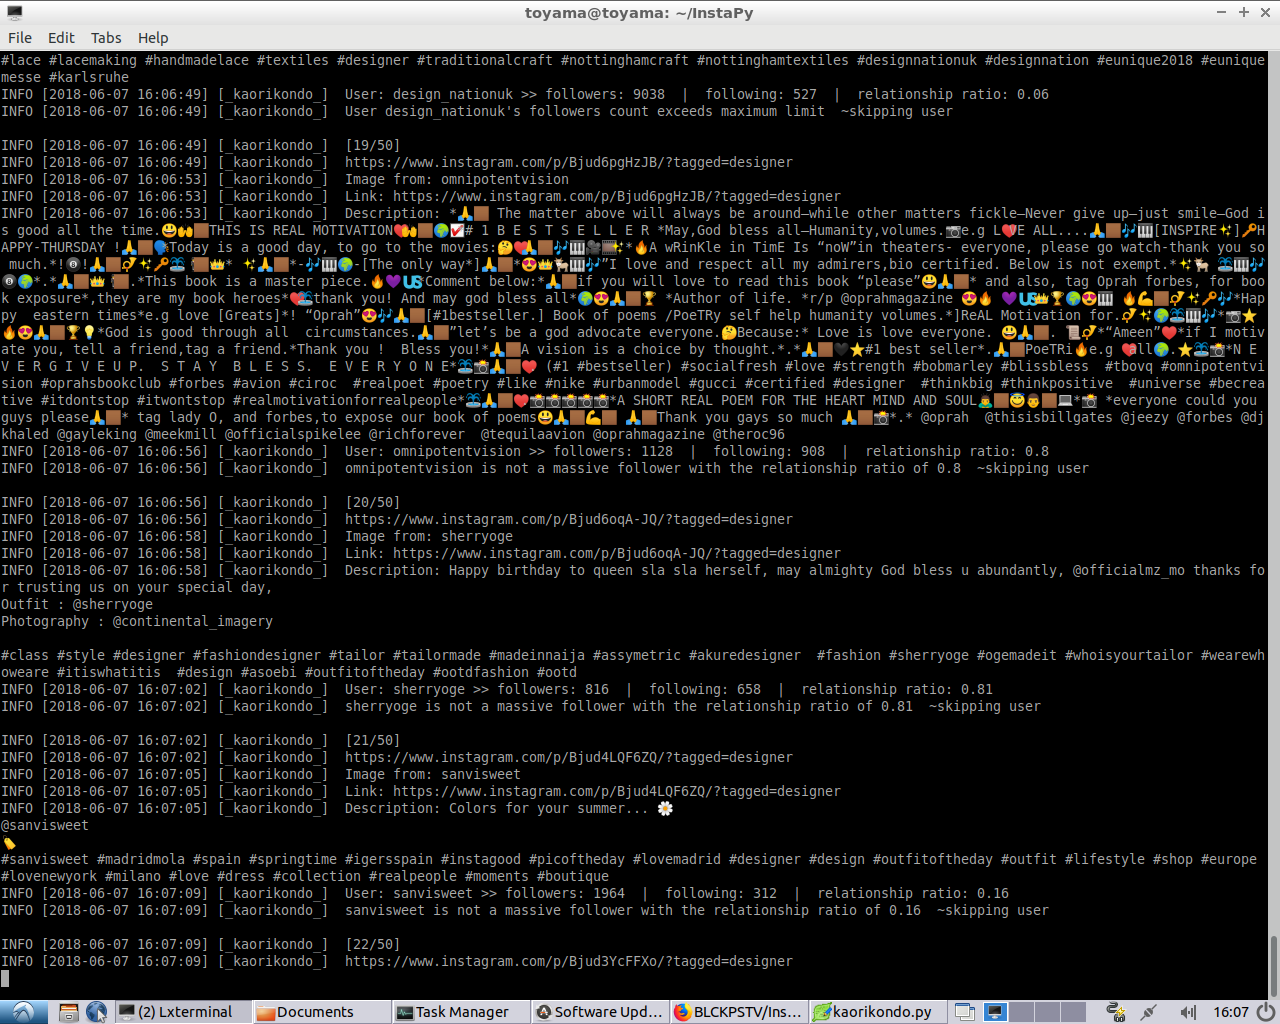 toyama@toyama: ~/InstaPy
File Edit Tabs Help
#lace #lacemaking #handmadelace #textiles #designer #traditionalcraft #nottinghamcraft #nottinghamtextiles #designnationuk #designnation #eunique2018 #eunique
messe #karlsruhe
INFO [2018-06-07 16:06:49] [_kaorikondo_]  User: design_nationuk >> followers: 9038  |  following: 527  |  relationship ratio: 0.06
INFO [2018-06-07 16:06:49] [_kaorikondo_]  User design_nationuk's followers count exceeds maximum limit  ~skipping user
INFO [2018-06-07 16:06:49] [_kaorikondo_]  [19/50]
INFO [2018-06-07 16:06:49] [_kaorikondo_]  https://www.instagram.com/p/Bjud6pgHzJB/?tagged=designer
INFO [2018-06-07 16:06:53] [_kaorikondo_]  Image from: omnipotentvision
INFO [2018-06-07 16:06:53] [_kaorikondo_]  Link: https://www.instagram.com/p/Bjud6pgHzJB/?tagged=designer
INFO [2018-06-07 16:06:53] [_kaorikondo_]  Description: *🙏🏾 The matter above will always be around—while other matters fickle—Never give up—just smile—God i
s good all the time.😃🙌🏾THIS IS REAL MOTIVATION❤️🙌🏾🌍✅# 1 B E S T S E L L E R *May,God bless all—Humanity,volumes.📷e.g L❤VE ALL....🙏🏾🎶🎹[INSPIRE✨]🔑H
APPY-THURSDAY !🙏🏾🗣Today is a good day, to go to the movies:🤔❤️🙏🏾🎶🎹🎥🎬✨*🔥A wRinKle in TimE Is “noW”in theaters- everyone, please go watch-thank you so
much.*!🎱!🙏🏾🎷✨🔑⛲️🏾👑* ✨🙏🏾*-🎶🎹🌍-[The only way*]🙏🏾*😍👑🐐🎹🎶”I love and respect all my admirers,bio certified, Below is not exempt.*✨🐐 ⛲️🎹🎶
🎱🌍*.*🙏🏾👑 🏾.*This book is a master piece.🔥💜US Comment below:*🙏🏾if you will love to read this book “please”😃🙏🏾* and also, tag Oprah forbes, for boo
k exposure*,they are my book heroes*❤️⛲️thank you! And may god bless all*🌍😍🙏🏾🏆 *Author of life. *r/p @oprahmagazine 😍🔥 💜US👑🏆🌍😍🎹 🔥💪🏾🎷✨🔑🎶*Hap
py  eastern times*e.g love [Greats]*! “Oprah”😍🎶🙏🏾[#1bestseller.] Book of poems /PoeTRy self help humanity volumes.*]ReAL Motivation for.🎷✨🌍⛲️🎹🎶*📷⭐
🔥😍🙏🏾🏆💡*God is good through all  circumstances.🙏🏾”let’s be a god advocate everyone.🤔Because:* Love is love everyone. 😃🙏🏾. 📜🎷*“Ameen”❤️*if I motiv
ate you, tell a friend,tag a friend.*Thank you !  Bless you!*🙏🏾A vision is a choice by thought.*.*🙏🏾🖤⭐#1 best seller*.🙏🏾PoeTRi🔥e.g ❤all🌍.⭐⛲️📸*N E
V E R G I V E U P.  S T A Y  B L E S S.  E V E R Y O N E*⛲️📸🙏🏾❤️ (#1 #bestseller) #socialfresh #love #strength #bobmarley #blissbless  #tbovq #omnipotentvi
sion #oprahsbookclub #forbes #avion #ciroc  #realpoet #poetry #like #nike #urbanmodel #gucci #certified #designer  #thinkbig #thinkpositive  #universe #becrea
tive #itdontstop #itwontstop #realmotivationforrealpeople*⛲️🙏🏾❤️📸📸📸📸📸*A SHORT REAL POEM FOR THE HEART MIND AND SOUL🙇🏾😇👨🏾💻*📸 *everyone could you
guys please🙏🏾* tag lady O, and forbes,to expose our book of poems😃🙏🏾💪🏾 🙏🏾Thank you guys so much 🙏🏾📸*.* @oprah  @thisisbillgates @jeezy @forbes @dj
khaled @gayleking @meekmill @officialspikelee @richforever  @tequilaavion @oprahmagazine @theroc96
INFO [2018-06-07 16:06:56] [_kaorikondo_]  User: omnipotentvision >> followers: 1128  |  following: 908  |  relationship ratio: 0.8
INFO [2018-06-07 16:06:56] [_kaorikondo_]  omnipotentvision is not a massive follower with the relationship ratio of 0.8  ~skipping user
INFO [2018-06-07 16:06:56] [_kaorikondo_]  [20/50]
INFO [2018-06-07 16:06:56] [_kaorikondo_]  https://www.instagram.com/p/Bjud6oqA-JQ/?tagged=designer
INFO [2018-06-07 16:06:58] [_kaorikondo_]  Image from: sherryoge
INFO [2018-06-07 16:06:58] [_kaorikondo_]  Link: https://www.instagram.com/p/Bjud6oqA-JQ/?tagged=designer
INFO [2018-06-07 16:06:58] [_kaorikondo_]  Description: Happy birthday to queen sla sla herself, may almighty God bless u abundantly, @officialmz_mo thanks fo
r trusting us on your special day,
Outfit : @sherryoge
Photography : @continental_imagery
#class #style #designer #fashiondesigner #tailor #tailormade #madeinnaija #assymetric #akuredesigner  #fashion #sherryoge #ogemadeit #whoisyourtailor #wearewh
oweare #itiswhatitis  #design #asoebi #outfitoftheday #ootdfashion #ootd
INFO [2018-06-07 16:07:02] [_kaorikondo_]  User: sherryoge >> followers: 816  |  following: 658  |  relationship ratio: 0.81
INFO [2018-06-07 16:07:02] [_kaorikondo_]  sherryoge is not a massive follower with the relationship ratio of 0.81  ~skipping user
INFO [2018-06-07 16:07:02] [_kaorikondo_]  [21/50]
INFO [2018-06-07 16:07:02] [_kaorikondo_]  https://www.instagram.com/p/Bjud4LQF6ZQ/?tagged=designer
INFO [2018-06-07 16:07:05] [_kaorikondo_]  Image from: sanvisweet
INFO [2018-06-07 16:07:05] [_kaorikondo_]  Link: https://www.instagram.com/p/Bjud4LQF6ZQ/?tagged=designer
INFO [2018-06-07 16:07:05] [_kaorikondo_]  Description: Colors for your summer... 🌼
@sanvisweet
🏷
#sanvisweet #madridmola #spain #springtime #igersspain #instagood #picoftheday #lovemadrid #designer #design #outfitoftheday #outfit #lifestyle #shop #europe
#lovenewyork #milano #love #dress #collection #realpeople #moments #boutique
INFO [2018-06-07 16:07:09] [_kaorikondo_]  User: sanvisweet >> followers: 1964  |  following: 312  |  relationship ratio: 0.16
INFO [2018-06-07 16:07:09] [_kaorikondo_]  sanvisweet is not a massive follower with the relationship ratio of 0.16  ~skipping user
INFO [2018-06-07 16:07:09] [_kaorikondo_]  [22/50]
INFO [2018-06-07 16:07:09] [_kaorikondo_]  https://www.instagram.com/p/Bjud3YcFFXo/?tagged=designer
(2) Lxterminal Documents Task Manager Software Upd... BLCKPSTV/Ins... kaorikondo.py 16:07